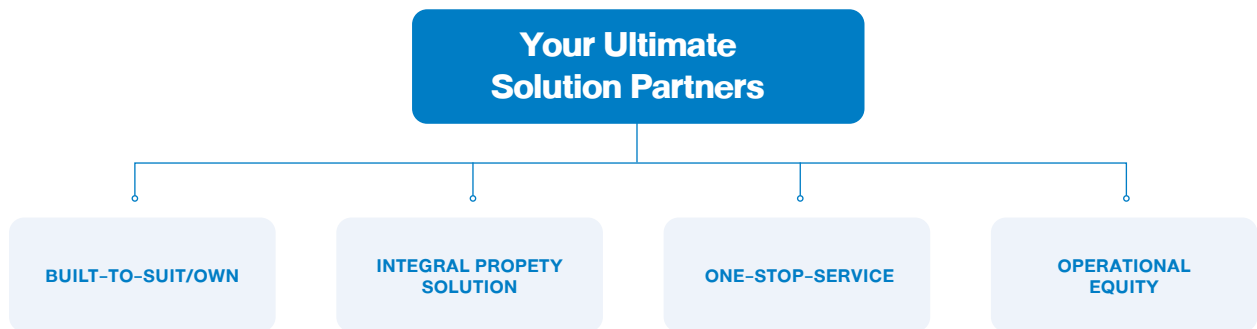 Your Ultimate
Solution Partners
BUILT-TO-SUIT/OWN
INTEGRAL PROPETY
SOLUTION
ONE-STOP-SERVICE
OPERATIONAL
EQUITY